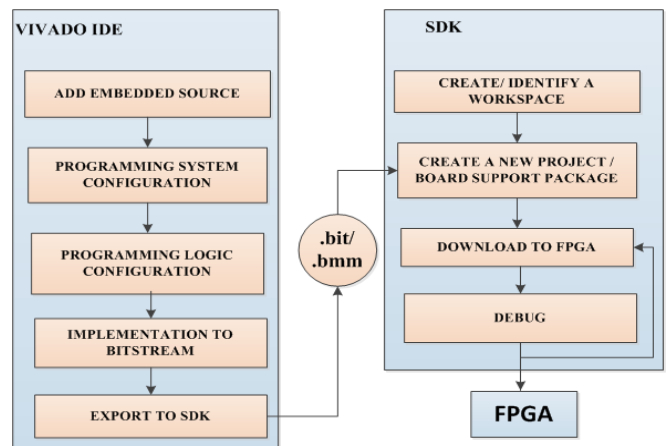 VIVADO IDE
ADD EMBEDDED SOURCE
PROGRAMMING SYSTEM
CONFIGURATION
PROGRAMMING LOGIC
CONFIGURATION
IMPLEMENTATION TO
BITSTREAM
EXPORT TO SDK
.bit/
.bmm
SDK
CREATE/ IDENTIFY A
WORKSPACE
CREATE A NEW PROJECT /
BOARD SUPPORT PACKAGE
DOWNLOAD TO FPGA
DEBUG
FPGA